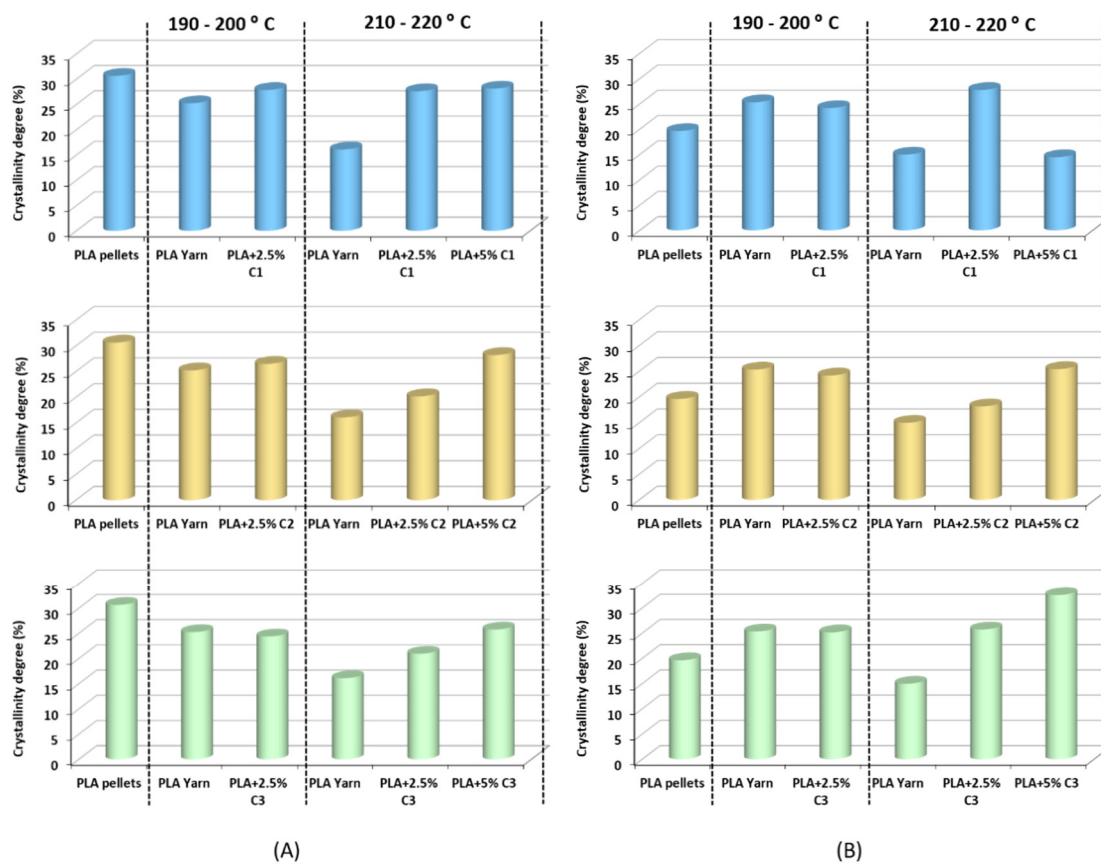 190 - 200 ° C 210 - 220 ° C
35
30
25
20
15
10
5
0
Crystallinity degree (%)
PLA pellets PLA Yarn PLA+2.5% PLA Yarn PLA+2.5% PLA+5% C1
C1 C1
35
30
25
20
15
10
5
0
Crystallinity degree (%)
PLA pellets PLA Yarn PLA+2.5% C2 PLA Yarn PLA+2.5% C2 PLA+5% C2
35
30
25
20
15
10
5
0
Crystallinity degree (%)
PLA pellets PLA Yarn PLA+2.5% PLA Yarn PLA+2.5% PLA+5% C3
C3 C3
(A)
190 - 200 ° C 210 - 220 ° C
35
30
25
20
15
10
5
0
Crystallinity degree (%)
PLA pellets PLA Yarn PLA+2.5% PLA Yarn PLA+2.5% PLA+5% C1
C1 C1
35
30
25
20
15
10
5
0
Crystallinity degree (%)
PLA pellets PLA Yarn PLA+2.5% C2 PLA Yarn PLA+2.5% C2 PLA+5% C2
35
30
25
20
15
10
5
0
Crystallinity degree (%)
PLA pellets PLA Yarn PLA+2.5% PLA Yarn PLA+2.5% PLA+5% C3
C3 C3
(B)